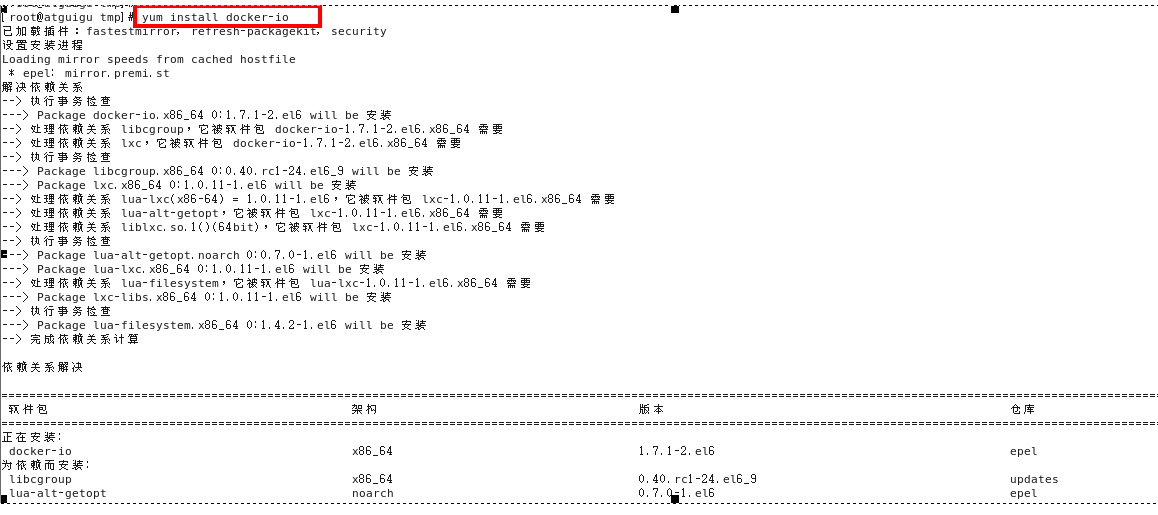 [root@atguigu tmp]# yum install docker-io
已加载插件：fastestmirror, refresh-packagekit, security
设置安装进程
Loading mirror speeds from cached hostfile
 * epel: mirror.premi.st
解决依赖关系
--> 执行事务检查
---> Package docker-io.x86_64 0:1.7.1-2.el6 will be 安装
--> 处理依赖关系 libcgroup，它被软件包 docker-io-1.7.1-2.el6.x86_64 需要
--> 处理依赖关系 lxc，它被软件包 docker-io-1.7.1-2.el6.x86_64 需要
--> 执行事务检查
---> Package libcgroup.x86_64 0:0.40.rc1-24.el6_9 will be 安装
---> Package lxc.x86_64 0:1.0.11-1.el6 will be 安装
--> 处理依赖关系 lua-lxc(x86-64) = 1.0.11-1.el6，它被软件包 lxc-1.0.11-1.el6.x86_64 需要
--> 处理依赖关系 lua-alt-getopt，它被软件包 lxc-1.0.11-1.el6.x86_64 需要
--> 处理依赖关系 liblxc.so.1()(64bit)，它被软件包 lxc-1.0.11-1.el6.x86_64 需要
--> 执行事务检查
---> Package lua-alt-getopt.noarch 0:0.7.0-1.el6 will be 安装
---> Package lua-lxc.x86_64 0:1.0.11-1.el6 will be 安装
--> 处理依赖关系 lua-filesystem，它被软件包 lua-lxc-1.0.11-1.el6.x86_64 需要
---> Package lxc-libs.x86_64 0:1.0.11-1.el6 will be 安装
--> 执行事务检查
---> Package lua-filesystem.x86_64 0:1.4.2-1.el6 will be 安装
--> 完成依赖关系计算
依赖关系解决
软件包 架构 版本 仓库
正在安装:
docker-io x86_64 1.7.1-2.el6 epel
为依赖而安装:
libcgroup x86_64 0.40.rc1-24.el6_9 updates
lua-alt-getopt noarch 0.7.0-1.el6 epel